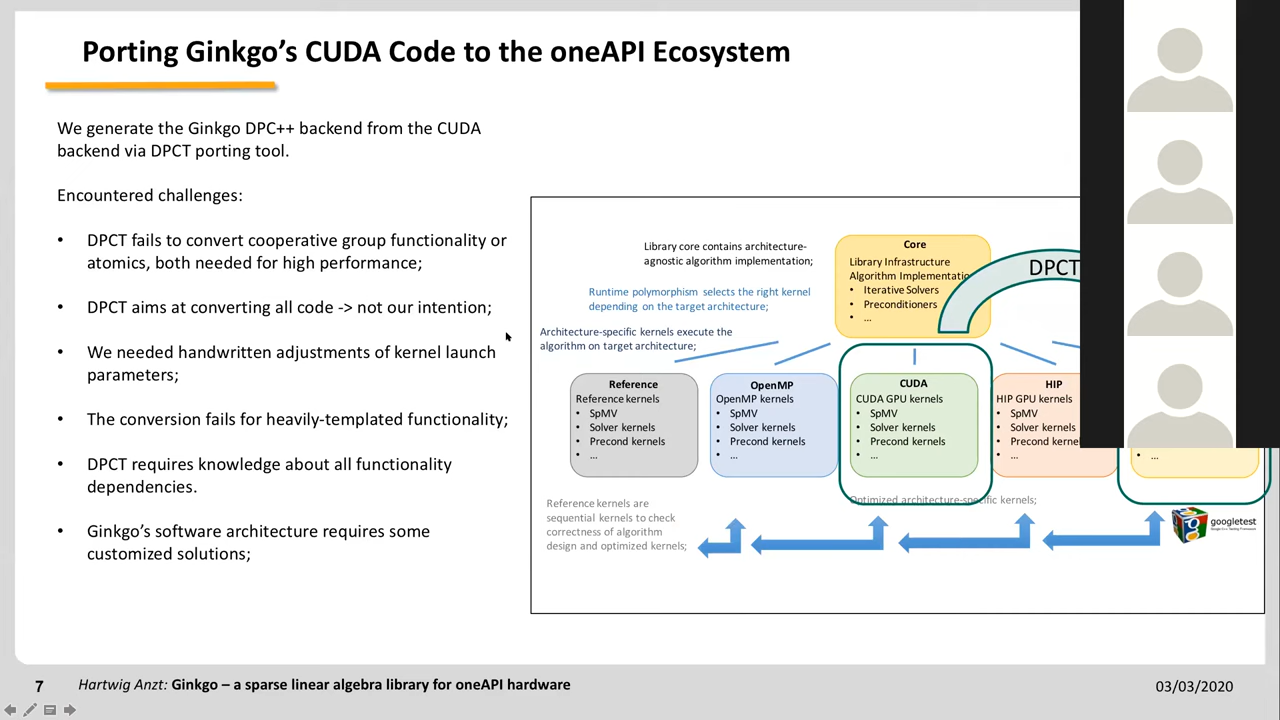 Porting Ginkgo's CUDA Code to the oneAPI Ecosystem
We generate the Ginkgo DPC++ backend from the CUDA
backend via DPCT porting tool.
Encountered challenges:
• DPCT fails to convert cooperative group functionality or
atomics, both needed for high performance;
• DPCT aims at converting all code -> not our intention;
• We needed handwritten adjustments of kernel launch
parameters;
• The conversion fails for heavily-templated functionality;
• DPCT requires knowledge about all functionality
dependencies.
• Ginkgo's software architecture requires some
customized solutions;
Library core contains architecture-
agnostic algorithm implementation;
Runtime polymorphism selects the right kernel
depending on the target architecture;
Architecture-specific kernels execute the
algorithm on target architecture;
Core
Library Infrastructure
Algorithm Implementatio
• Iterative Solvers
• Preconditioners
• ...
DPCT
Reference
Reference kernels
• SpMV
• Solver kernels
• Precond kernels
• ...
OpenMP
OpenMP kernels
• SpMV
• Solver kernels
• Precond kernels
• ...
CUDA
CUDA GPU kernels
• SpMV
• Solver kernels
• Precond kernels
• ...
HIP
HIP GPU kernels
• SpMV
• Solver kernels
• Precond kerne
• ...
• ...
Reference kernels are
sequential kernels to check
correctness of algorithm
design and optimized kernels;
Optimized architecture-specific kernels;
googletest
7
Hartwig Anzt: Ginkgo – a sparse linear algebra library for oneAPI hardware
03/03/2020